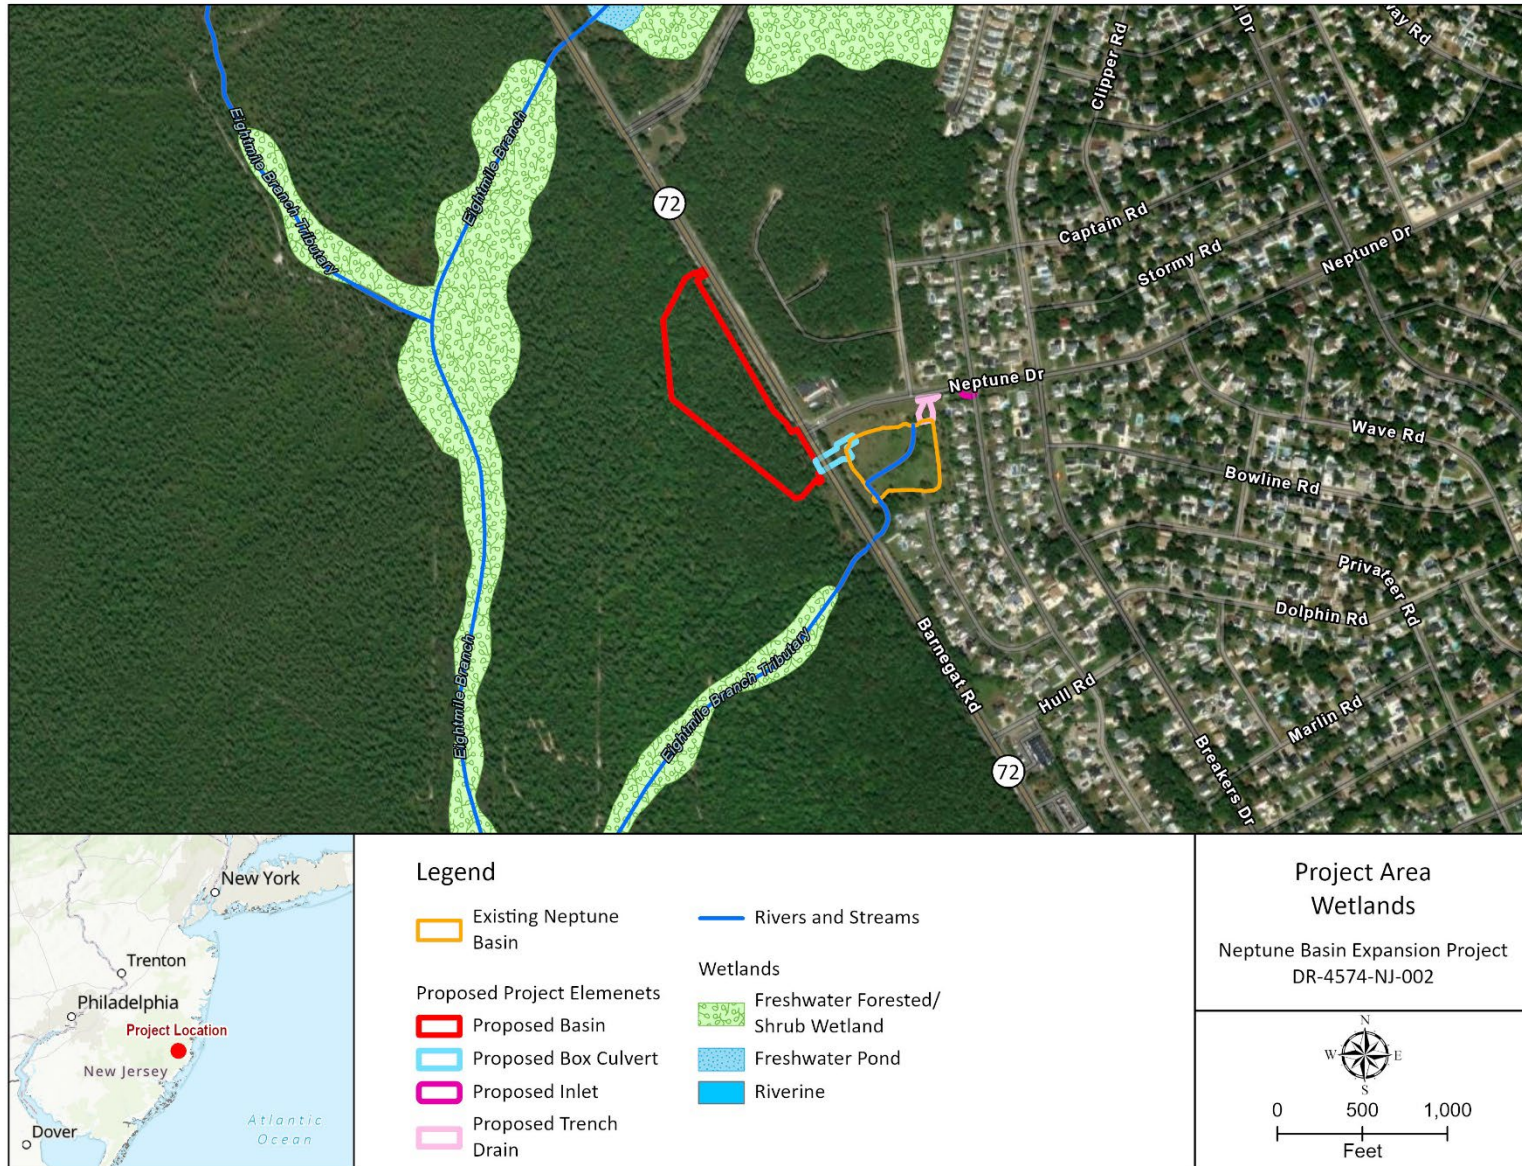 Clipper Rd
Eightmile Branch
Eightmile Branch Tributary
72
Captain Rd
Stormy Rd
Neptune Dr
Neptune Dr
Wave Rd
Bowline Rd
Privateer Rd
Dolphin Rd
Barnegat Rd
Hull Rd
Marlin Rd
Breakers Dr
Eightmile Branch
Eightmile Branch Tributary
72
New York
Trenton
Philadelphia
Project Location
New Jersey
Atlantic
Ocean
Dover
Legend
Existing Neptune
Basin
Proposed Project Elemenets
Proposed Basin
Proposed Box Culvert
Proposed Inlet
Proposed Trench
Drain
Rivers and Streams
Wetlands
Freshwater Forested/
Shrub Wetland
Freshwater Pond
Riverine
Project Area
Wetlands
Neptune Basin Expansion Project
DR-4574-NJ-002
N
W E
S
0 500 1,000
Feet